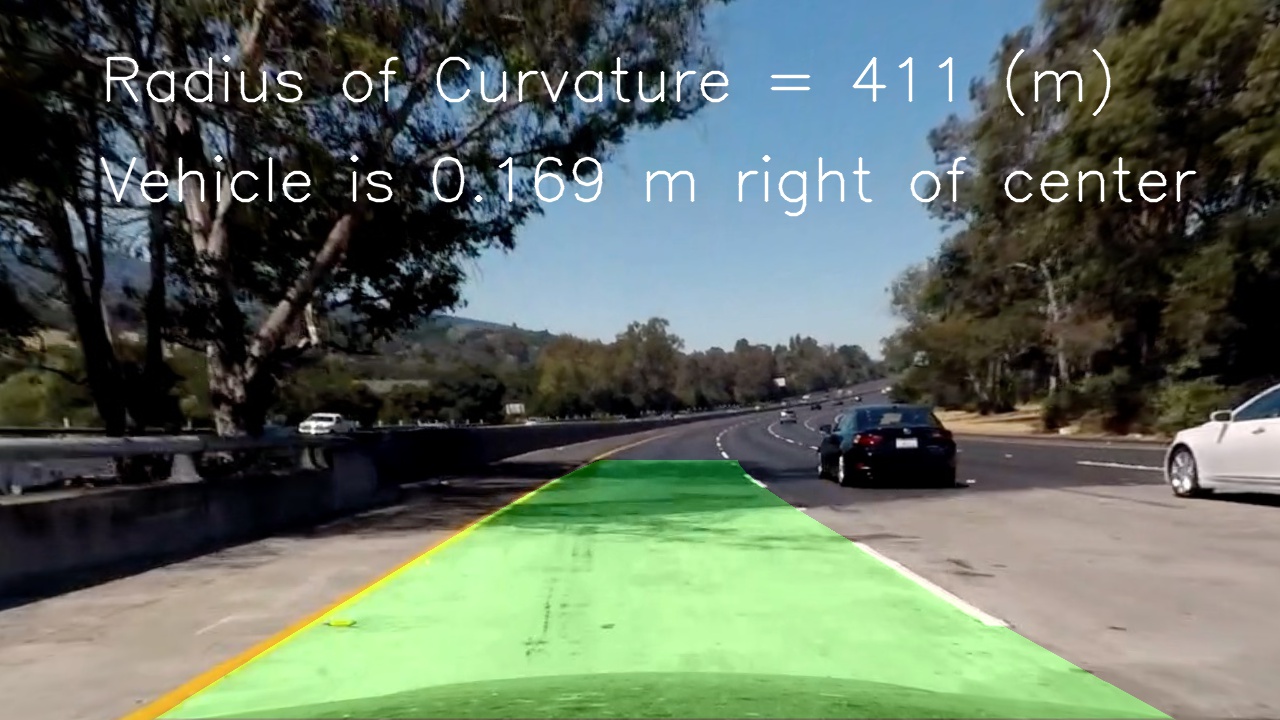 Radius of Curvature = 411 (m)
Vehicle is 0.169 m right of center